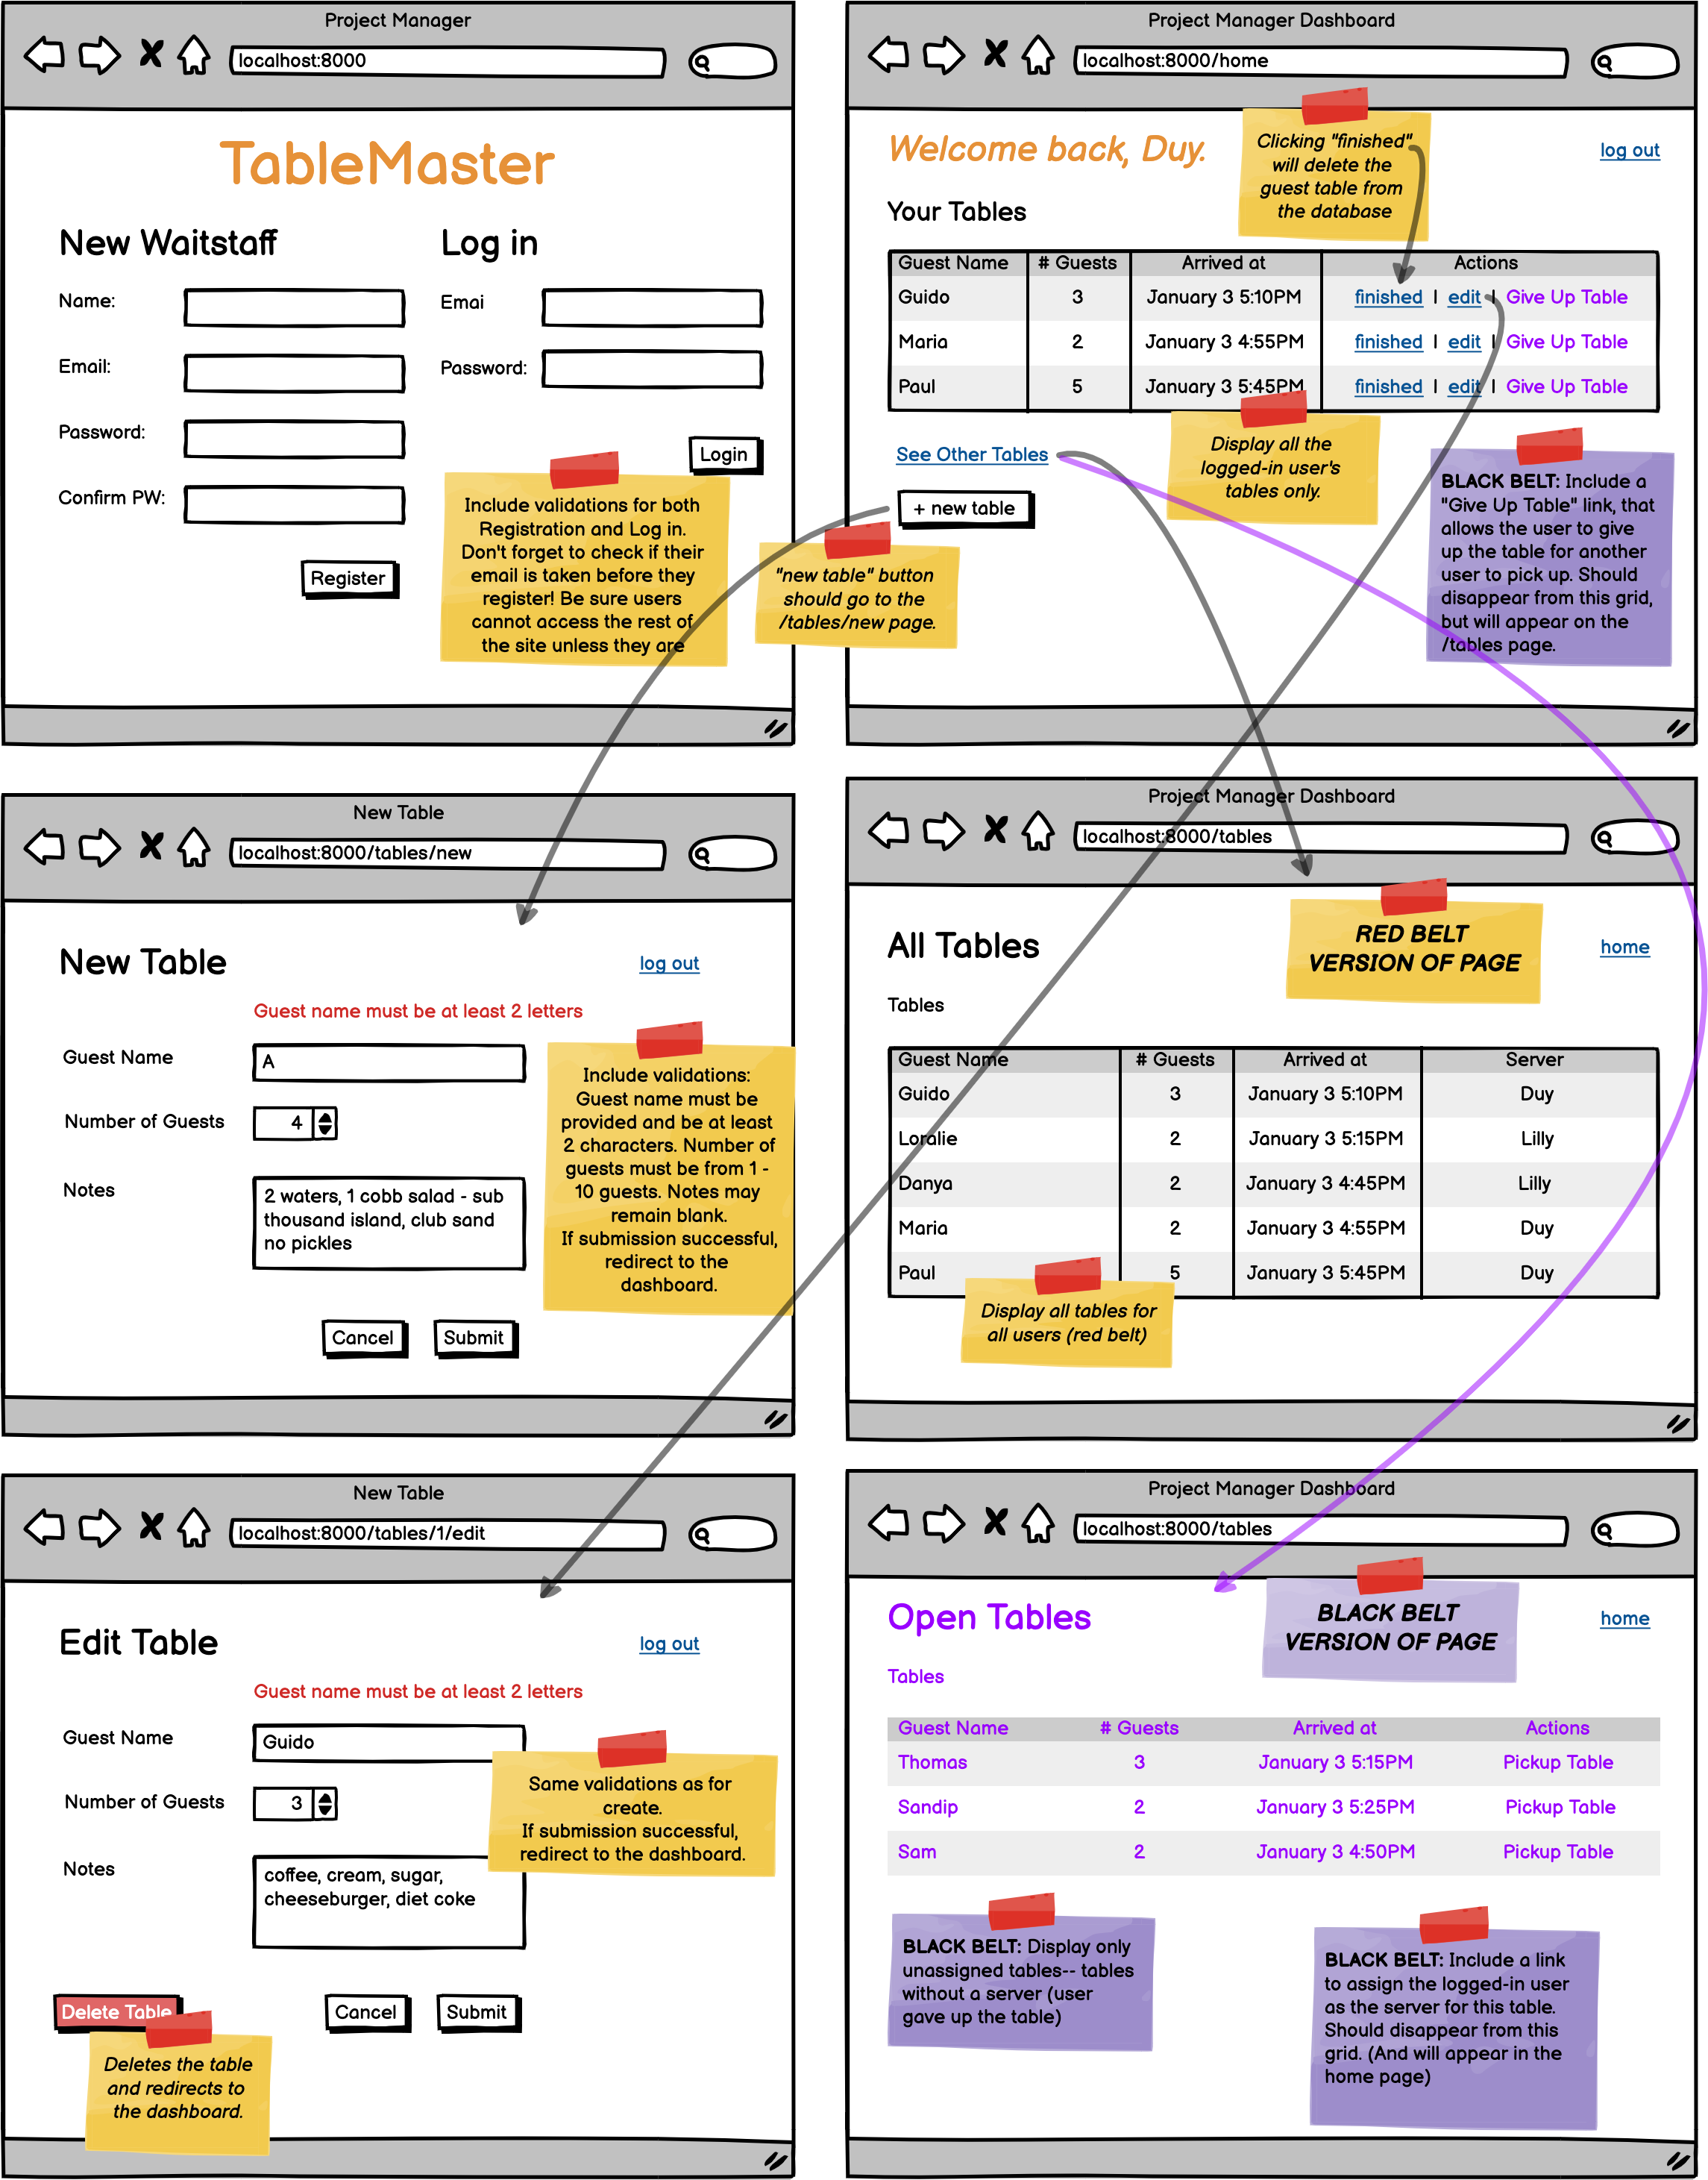 Project Manager
localhost:8000
TableMaster
New Waitstaff
Name:
Email:
Password:
Confirm PW:
Register
Log in
Emai
Password:
Login
Include validations for both
Registration and Log in.
Don't forget to check if their
email is taken before they
register! Be sure users
cannot access the rest of
the site unless they are
Project Manager Dashboard
localhost:8000/home
Welcome back, Duy.
log out
Clicking "finished"
will delete the
guest table from
the database
Your Tables
Guest Name # Guests Arrived at Actions
Guido 3 January 3 5:10PM finished | edit | Give Up Table
Maria 2 January 3 4:55PM finished | edit | Give Up Table
Paul 5 January 3 5:45PM finished | edit | Give Up Table
See Other Tables
+ new table
Display all the
logged-in user's
tables only.
"new table" button
should go to the
/tables/new page.
BLACK BELT: Include a
"Give Up Table" link, that
allows the user to give
up the table for another
user to pick up. Should
disappear from this grid,
but will appear on the
/tables page.
New Table
localhost:8000/tables/new
New Table
log out
Guest name must be at least 2 letters
Guest Name
A
Number of Guests
4
Notes
2 waters, 1 cobb salad - sub
thousand island, club sand
no pickles
Cancel
Submit
Include validations:
Guest name must be
provided and be at least
2 characters. Number of
guests must be from 1 -
10 guests. Notes may
remain blank.
If submission successful,
redirect to the
dashboard.
Project Manager Dashboard
localhost:8000/tables
All Tables
RED BELT
VERSION OF PAGE
home
Tables
Guest Name # Guests Arrived at Server
Guido 3 January 3 5:10PM Duy
Loralie 2 January 3 5:15PM Lilly
Danya 2 January 3 4:45PM Lilly
Maria 2 January 3 4:55PM Duy
Paul 5 January 3 5:45PM Duy
Display all tables for
all users (red belt)
New Table
localhost:8000/tables/1/edit
Edit Table
log out
Guest name must be at least 2 letters
Guest Name
Guido
Number of Guests
3
Notes
coffee, cream, sugar,
cheeseburger, diet coke
Same validations as for
create.
If submission successful,
redirect to the dashboard.
Delete Table
Cancel
Submit
Deletes the table
and redirects to
the dashboard.
Project Manager Dashboard
localhost:8000/tables
Open Tables
BLACK BELT
VERSION OF PAGE
home
Tables
Guest Name # Guests Arrived at Actions
Thomas 3 January 3 5:15PM Pickup Table
Sandip 2 January 3 5:25PM Pickup Table
Sam 2 January 3 4:50PM Pickup Table
BLACK BELT: Display only
unassigned tables-- tables
without a server (user
gave up the table)
BLACK BELT: Include a link
to assign the logged-in user
as the server for this table.
Should disappear from this
grid. (And will appear in the
home page)